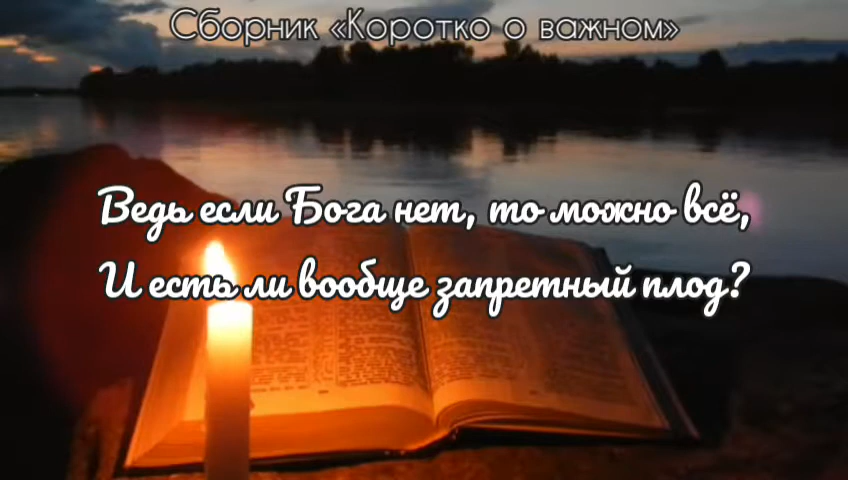 Сборник «Коротко о важном»
Ведь если Бога нет, то можно всё,
И есть ли вообще запретный плод?